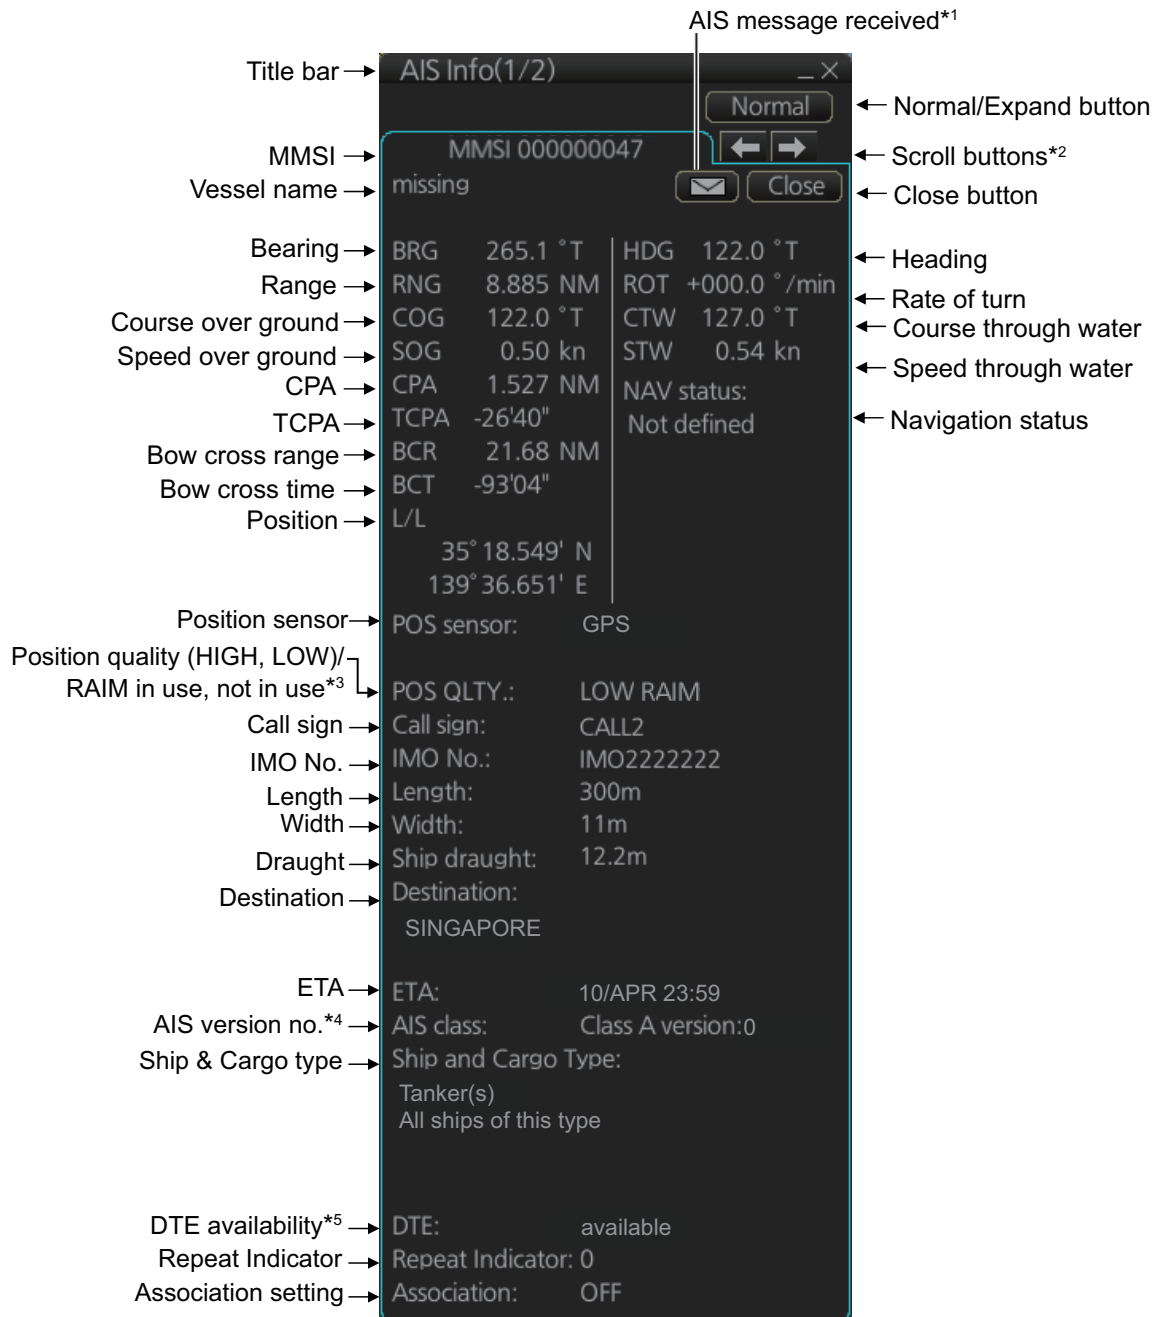 AIS message received*1
Title bar
AIS Info(1/2)
Normal
Normal/Expand button
MMSI
MMSI 000000047
Scroll buttons*2
Vessel name
missing
Close
Close button
Bearing
BRG 265.1 °T
HDG 122.0 °T
Heading
Range
RNG 8.885 NM
ROT +000.0 °/min
Rate of turn
Course over ground
COG 122.0 °T
CTW 127.0 °T
Course through water
Speed over ground
SOG 0.50 kn
STW 0.54 kn
Speed through water
CPA
CPA 1.527 NM
NAV status:
TCPA
TCPA -26'40"
Not defined
Navigation status
Bow cross range
BCR 21.68 NM
Bow cross time
BCT -93'04"
Position
L/L
35°18.549' N
139°36.651' E
Position sensor
POS sensor: GPS
Position quality (HIGH, LOW)/
RAIM in use, not in use*3
POS QLTY.: LOW RAIM
Call sign
Call sign: CALL2
IMO No.
IMO No.: IMO2222222
Length
Length: 300m
Width
Width: 11m
Draught
Ship draught: 12.2m
Destination
Destination:
SINGAPORE
ETA
ETA: 10/APR 23:59
AIS version no.*4
AIS class: Class A version:0
Ship & Cargo type
Ship and Cargo Type:
Tanker(s)
All ships of this type
DTE availability*5
DTE: available
Repeat Indicator
Repeat Indicator: 0
Association setting
Association: OFF